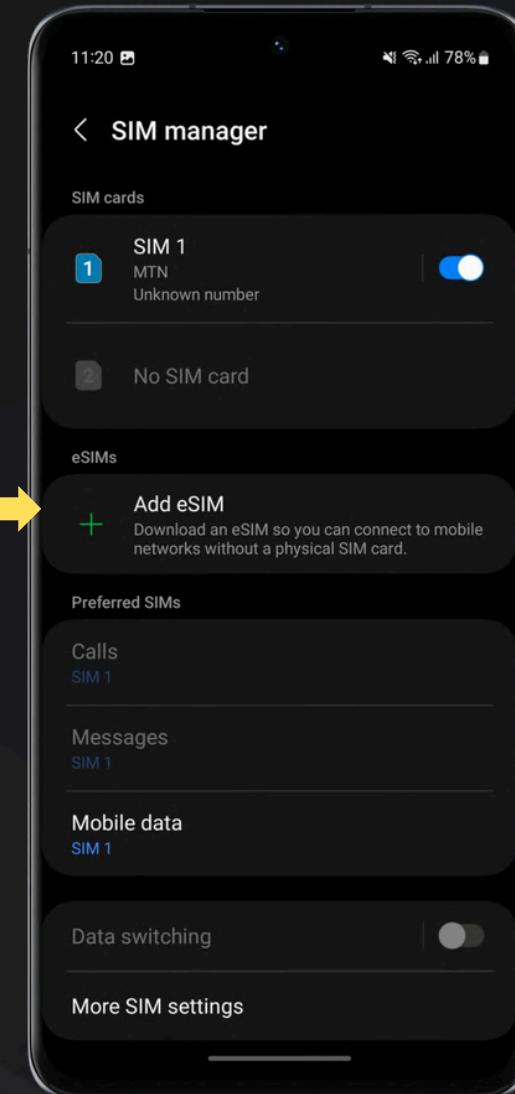 11:20 78%
SIM manager
SIM cards
1
SIM 1
MTN
Unknown number
2
No SIM card
eSIMs
Add eSIM
Download an eSIM so you can connect to mobile
networks without a physical SIM card.
Preferred SIMs
Calls
SIM 1
Messages
SIM 1
Mobile data
SIM 1
Data switching
More SIM settings